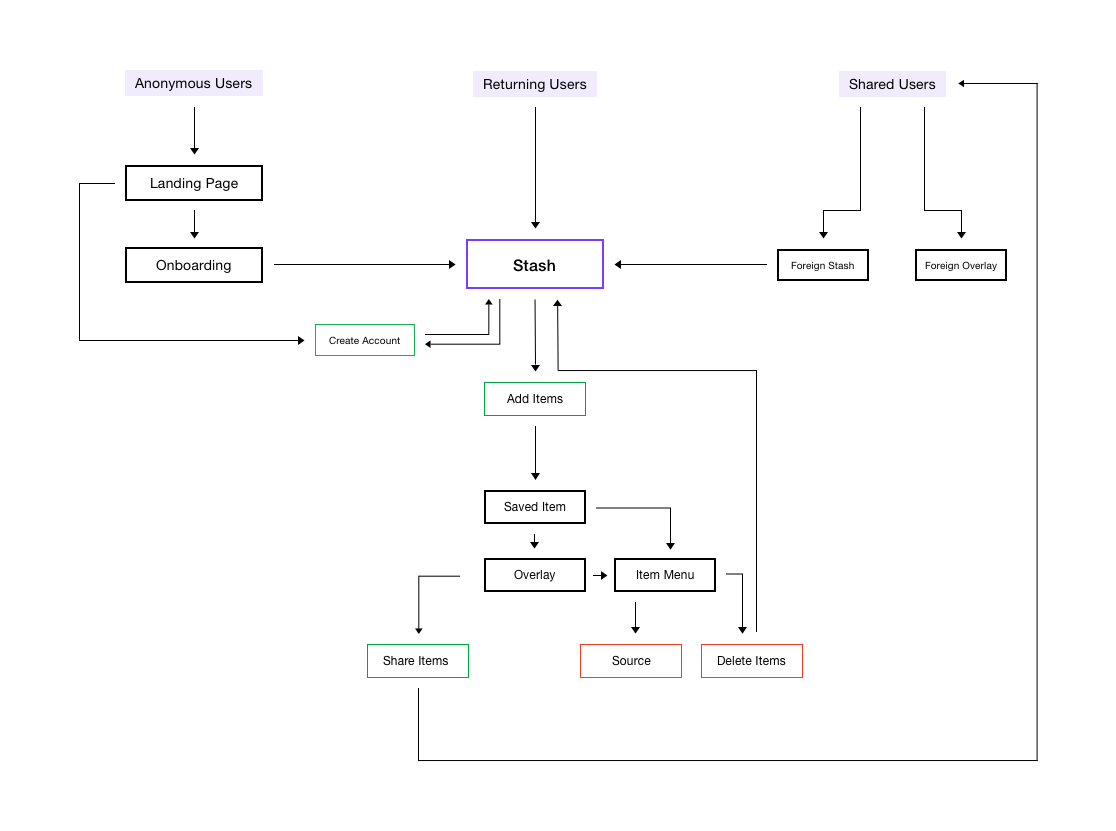 Anonymous Users
Returning Users
Shared Users
Landing Page
Onboarding
Stash
Foreign Stash
Foreign Overlay
Create Account
Add Items
Saved Item
Overlay
Item Menu
Share Items
Source
Delete Items